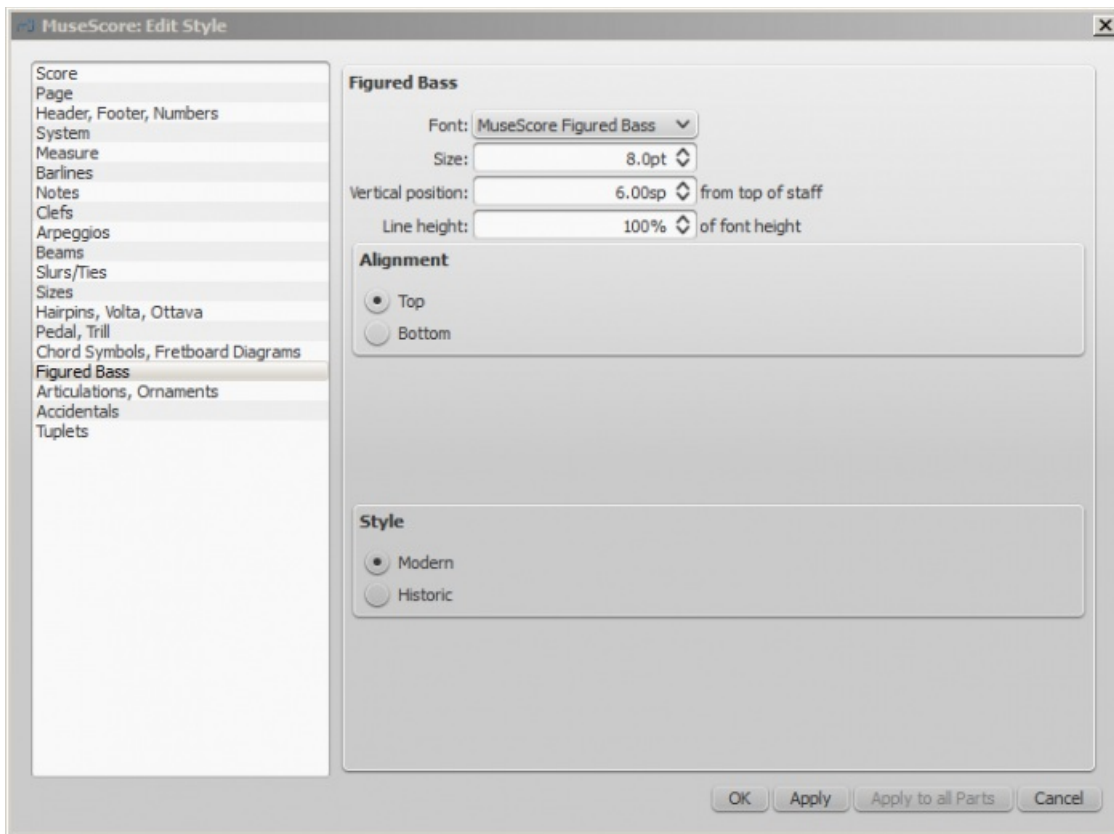 MuseScore: Edit Style
Score
Page
Header, Footer, Numbers
System
Measure
Barlines
Notes
Clefs
Arpeggios
Beams
Slurs/Ties
Sizes
Hairpins, Volta, Ottava
Pedal, Trill
Chord Symbols, Fretboard Diagrams
Figured Bass
Articulations, Ornaments
Accidentals
Tuplets
Figured Bass
Font: MuseScore Figured Bass
Size: 8.0pt
Vertical position: 6.00sp from top of staff
Line height: 100% of font height
Alignment
Top
Bottom
Style
Modern
Historic
OK Apply Apply to all Parts Cancel